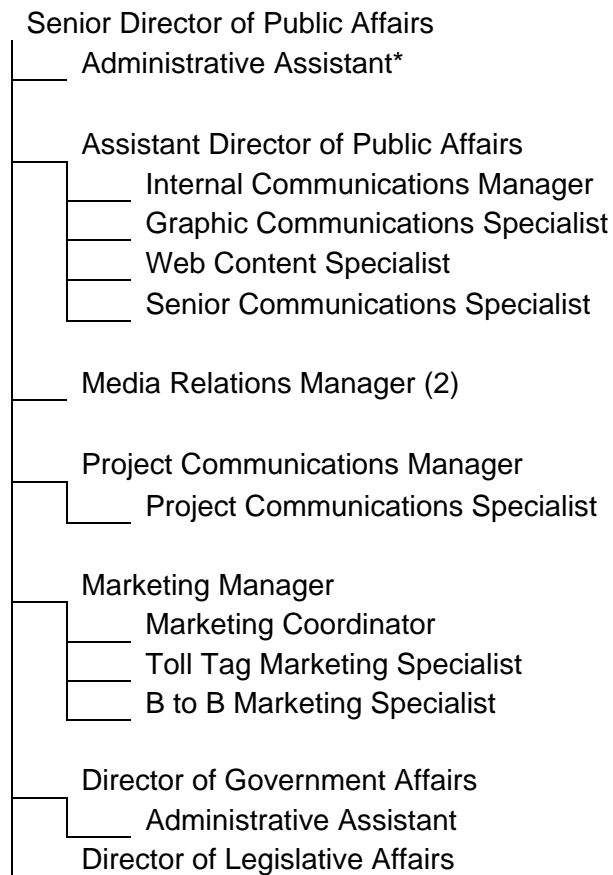 Senior Director of Public Affairs
Administrative Assistant*
Assistant Director of Public Affairs
Internal Communications Manager
Graphic Communications Specialist
Web Content Specialist
Senior Communications Specialist
Media Relations Manager (2)
Project Communications Manager
Project Communications Specialist
Marketing Manager
Marketing Coordinator
Toll Tag Marketing Specialist
B to B Marketing Specialist
Director of Government Affairs
Administrative Assistant
Director of Legislative Affairs